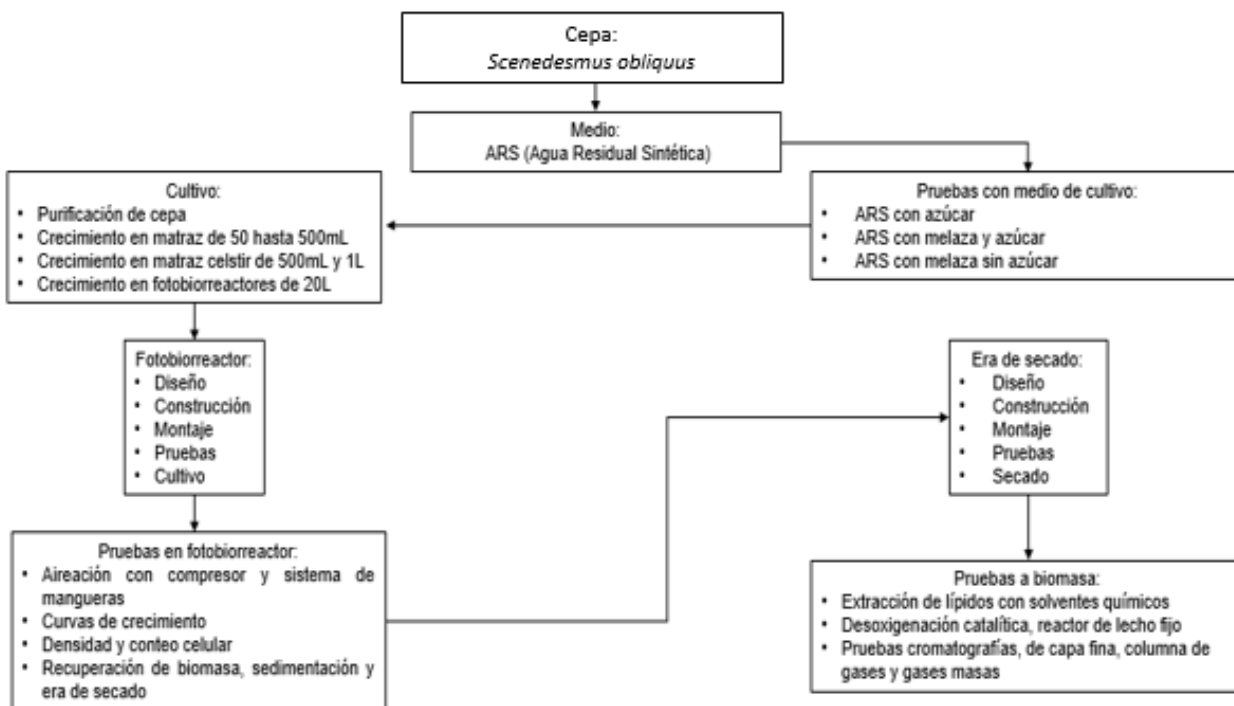 Cepa:
Scenedesmus obliquus
Medio:
ARS (Agua Residual Sintética)
Pruebas con medio de cultivo:
• ARS con azúcar
• ARS con melaza y azúcar
• ARS con melaza sin azúcar
Cultivo:
• Purificación de cepa
• Crecimiento en matraz de 50 hasta 500mL
• Crecimiento en matraz celstir de 500mL y 1L
• Crecimiento en fotobiorreactores de 20L
Fotobiorreactor:
• Diseño
• Construcción
• Montaje
• Pruebas
• Cultivo
Pruebas en fotobiorreactor:
• Aireación con compresor y sistema de
mangueras
• Curvas de crecimiento
• Densidad y conteo celular
• Recuperación de biomasa, sedimentación y
era de secado
Era de secado:
• Diseño
• Construcción
• Montaje
• Pruebas
• Secado
Pruebas a biomasa:
• Extracción de lípidos con solventes químicos
• Desoxigenación catalítica, reactor de lecho fijo
• Pruebas cromatografías, de capa fina, columna de
gases y gases masas